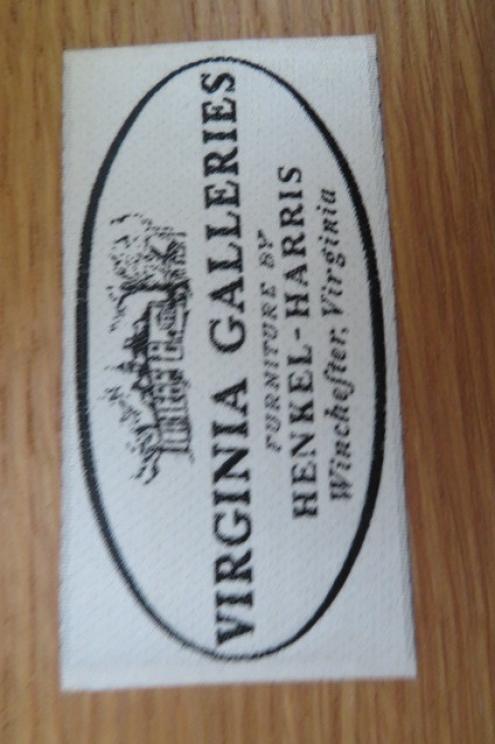 VIRGINIA GALLERIES
FURNITURE BY
HENKEL-HARRIS
Wincheſter, Virginia